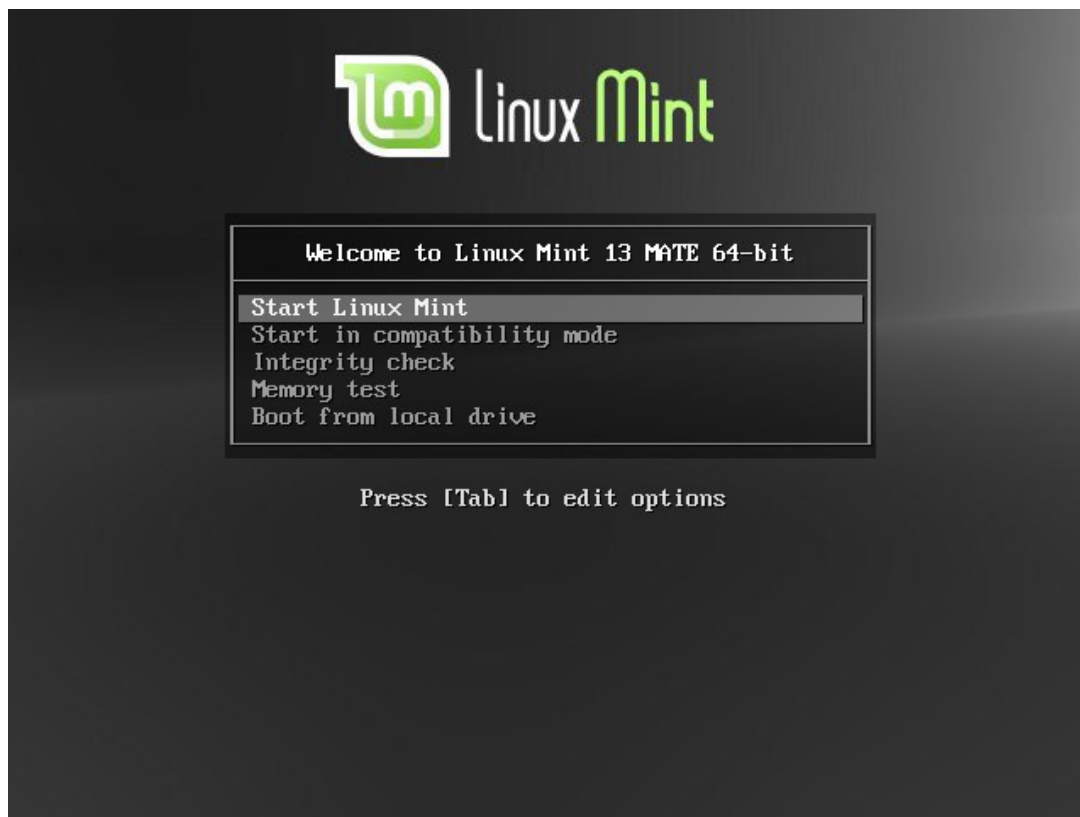 Linux Mint
Welcome to Linux Mint 13 MATE 64-bit
Start Linux Mint
Start in compatibility mode
Integrity check
Memory test
Boot from local drive
Press [Tab] to edit options